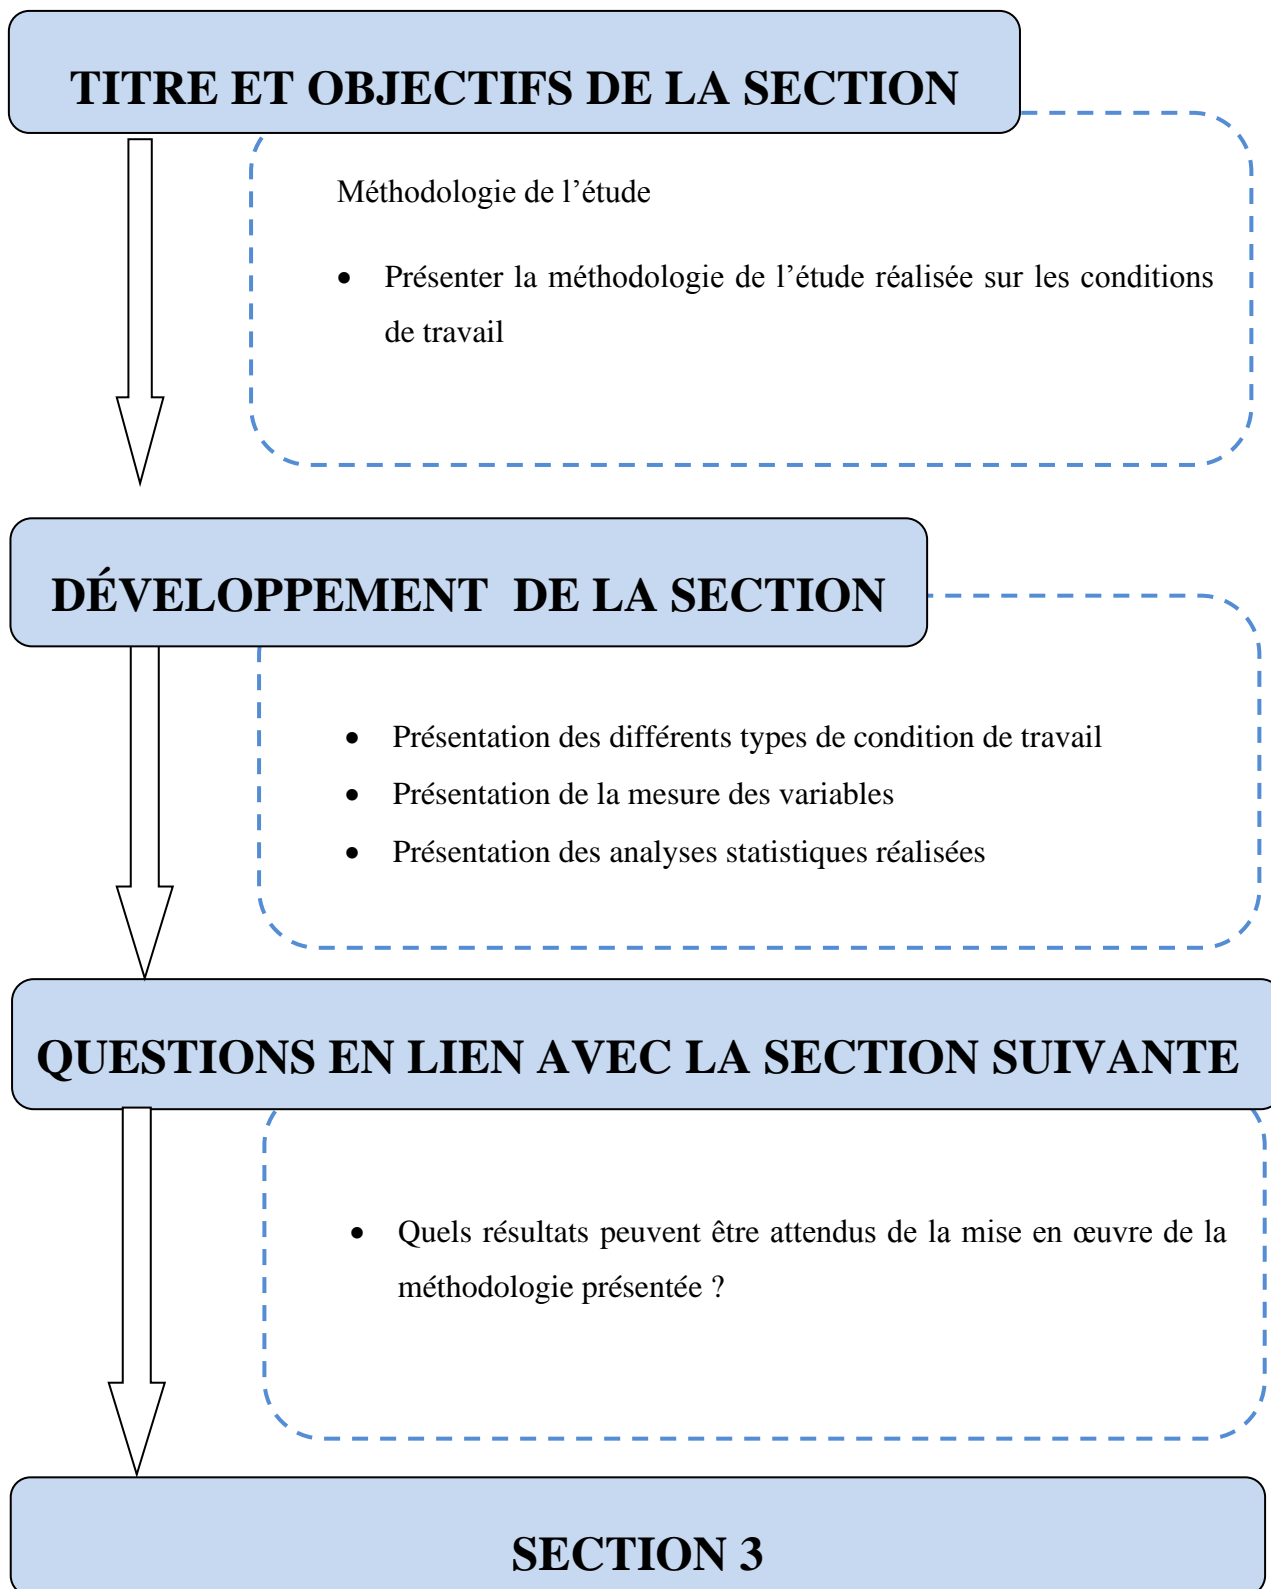 TITRE ET OBJECTIFS DE LA SECTION
Méthodologie de l’étude
• Présenter la méthodologie de l’étude réalisée sur les conditions
de travail
DÉVELOPPEMENT DE LA SECTION
• Présentation des différents types de condition de travail
• Présentation de la mesure des variables
• Présentation des analyses statistiques réalisées
QUESTIONS EN LIEN AVEC LA SECTION SUIVANTE
• Quels résultats peuvent être attendus de la mise en œuvre de la
méthodologie présentée ?
SECTION 3